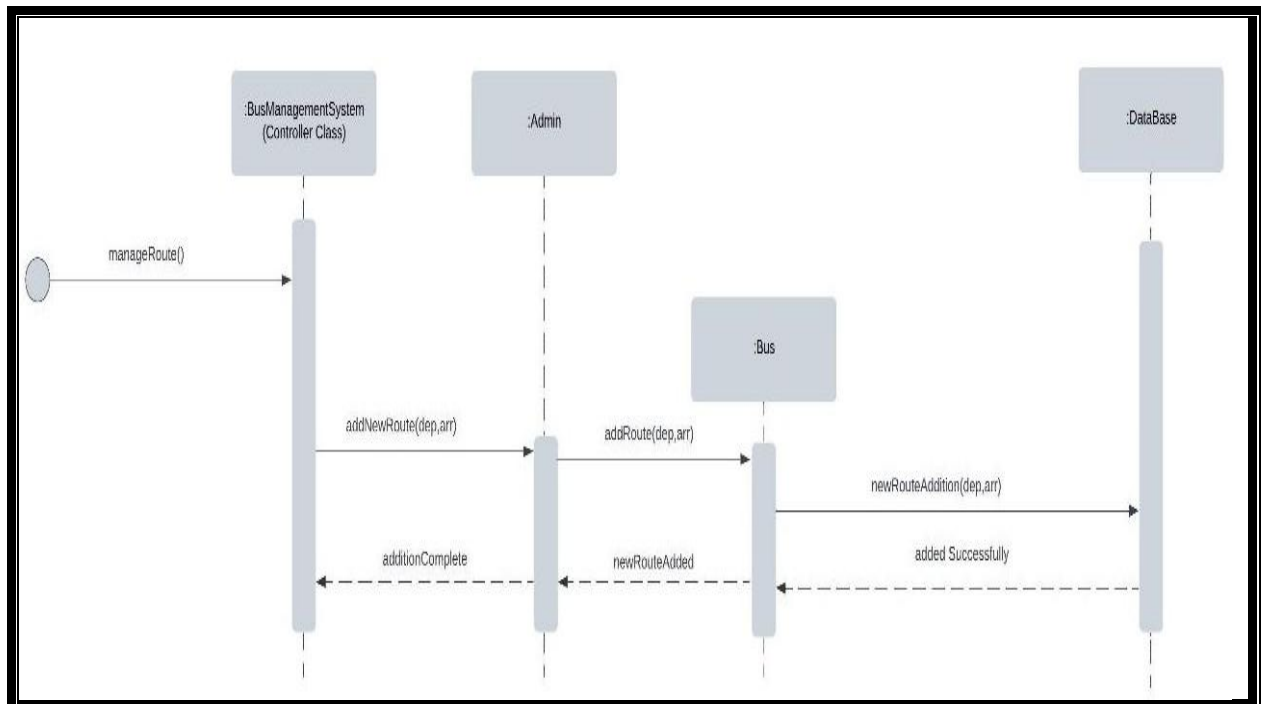 :BusManagementSystem
(Controller Class)
:Admin
:DataBase
manageRoute()
:Bus
addNewRoute(dep,arr)
addRoute(dep,arr)
newRouteAddition(dep,arr)
additionComplete
newRouteAdded
added Successfully